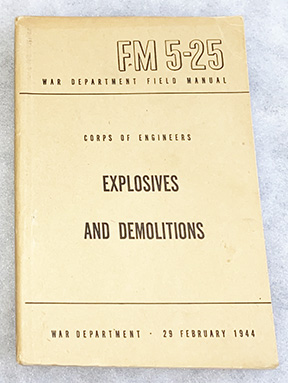 FM 5-25
WAR DEPARTMENT FIELD MANUAL
CORPS OF ENGINEERS
EXPLOSIVES
AND DEMOLITIONS
WAR DEPARTMENT · 29 FEBRUARY 1944